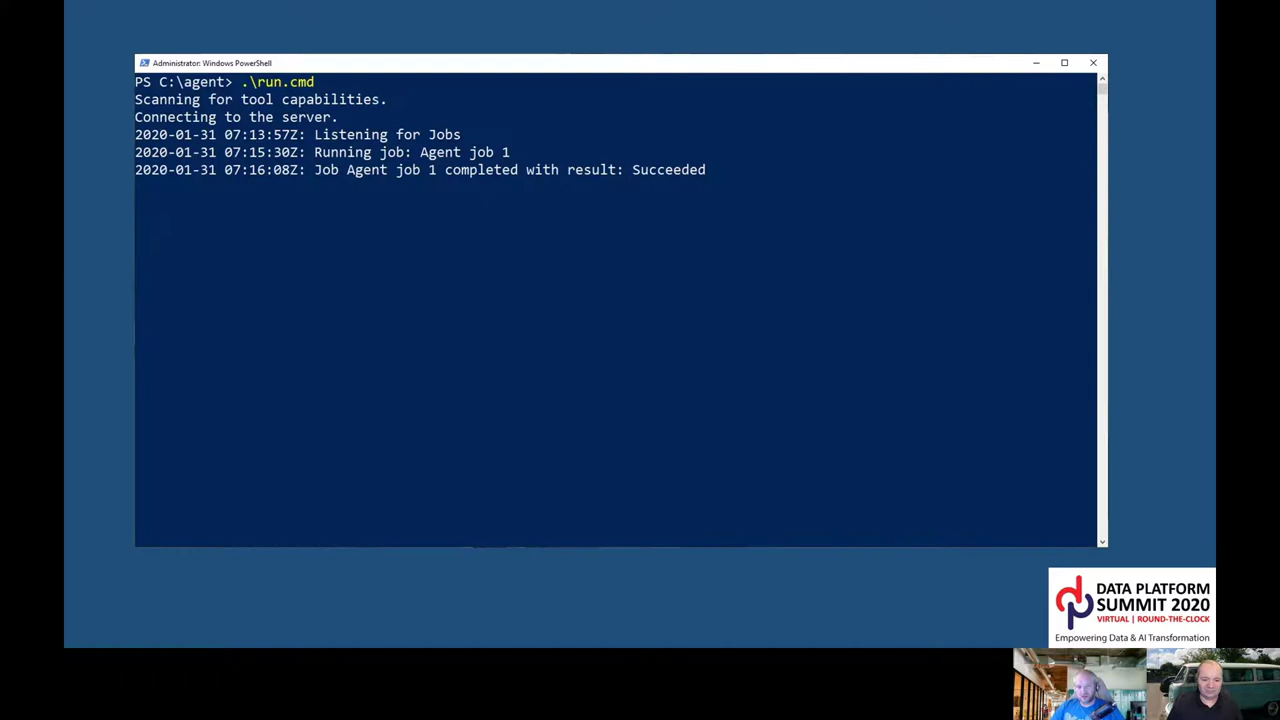 Administrator: Windows PowerShell
PS C:\agent> .\run.cmd
Scanning for tool capabilities.
Connecting to the server.
2020-01-31 07:13:57Z: Listening for Jobs
2020-01-31 07:15:30Z: Running job: Agent job 1
2020-01-31 07:16:08Z: Job Agent job 1 completed with result: Succeeded
DATA PLATFORM
SUMMIT 2020
VIRTUAL | ROUND-THE-CLOCK
Empowering Data & AI Transformation